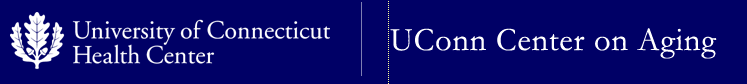 University of Connecticut
Health Center
UConn Center on Aging